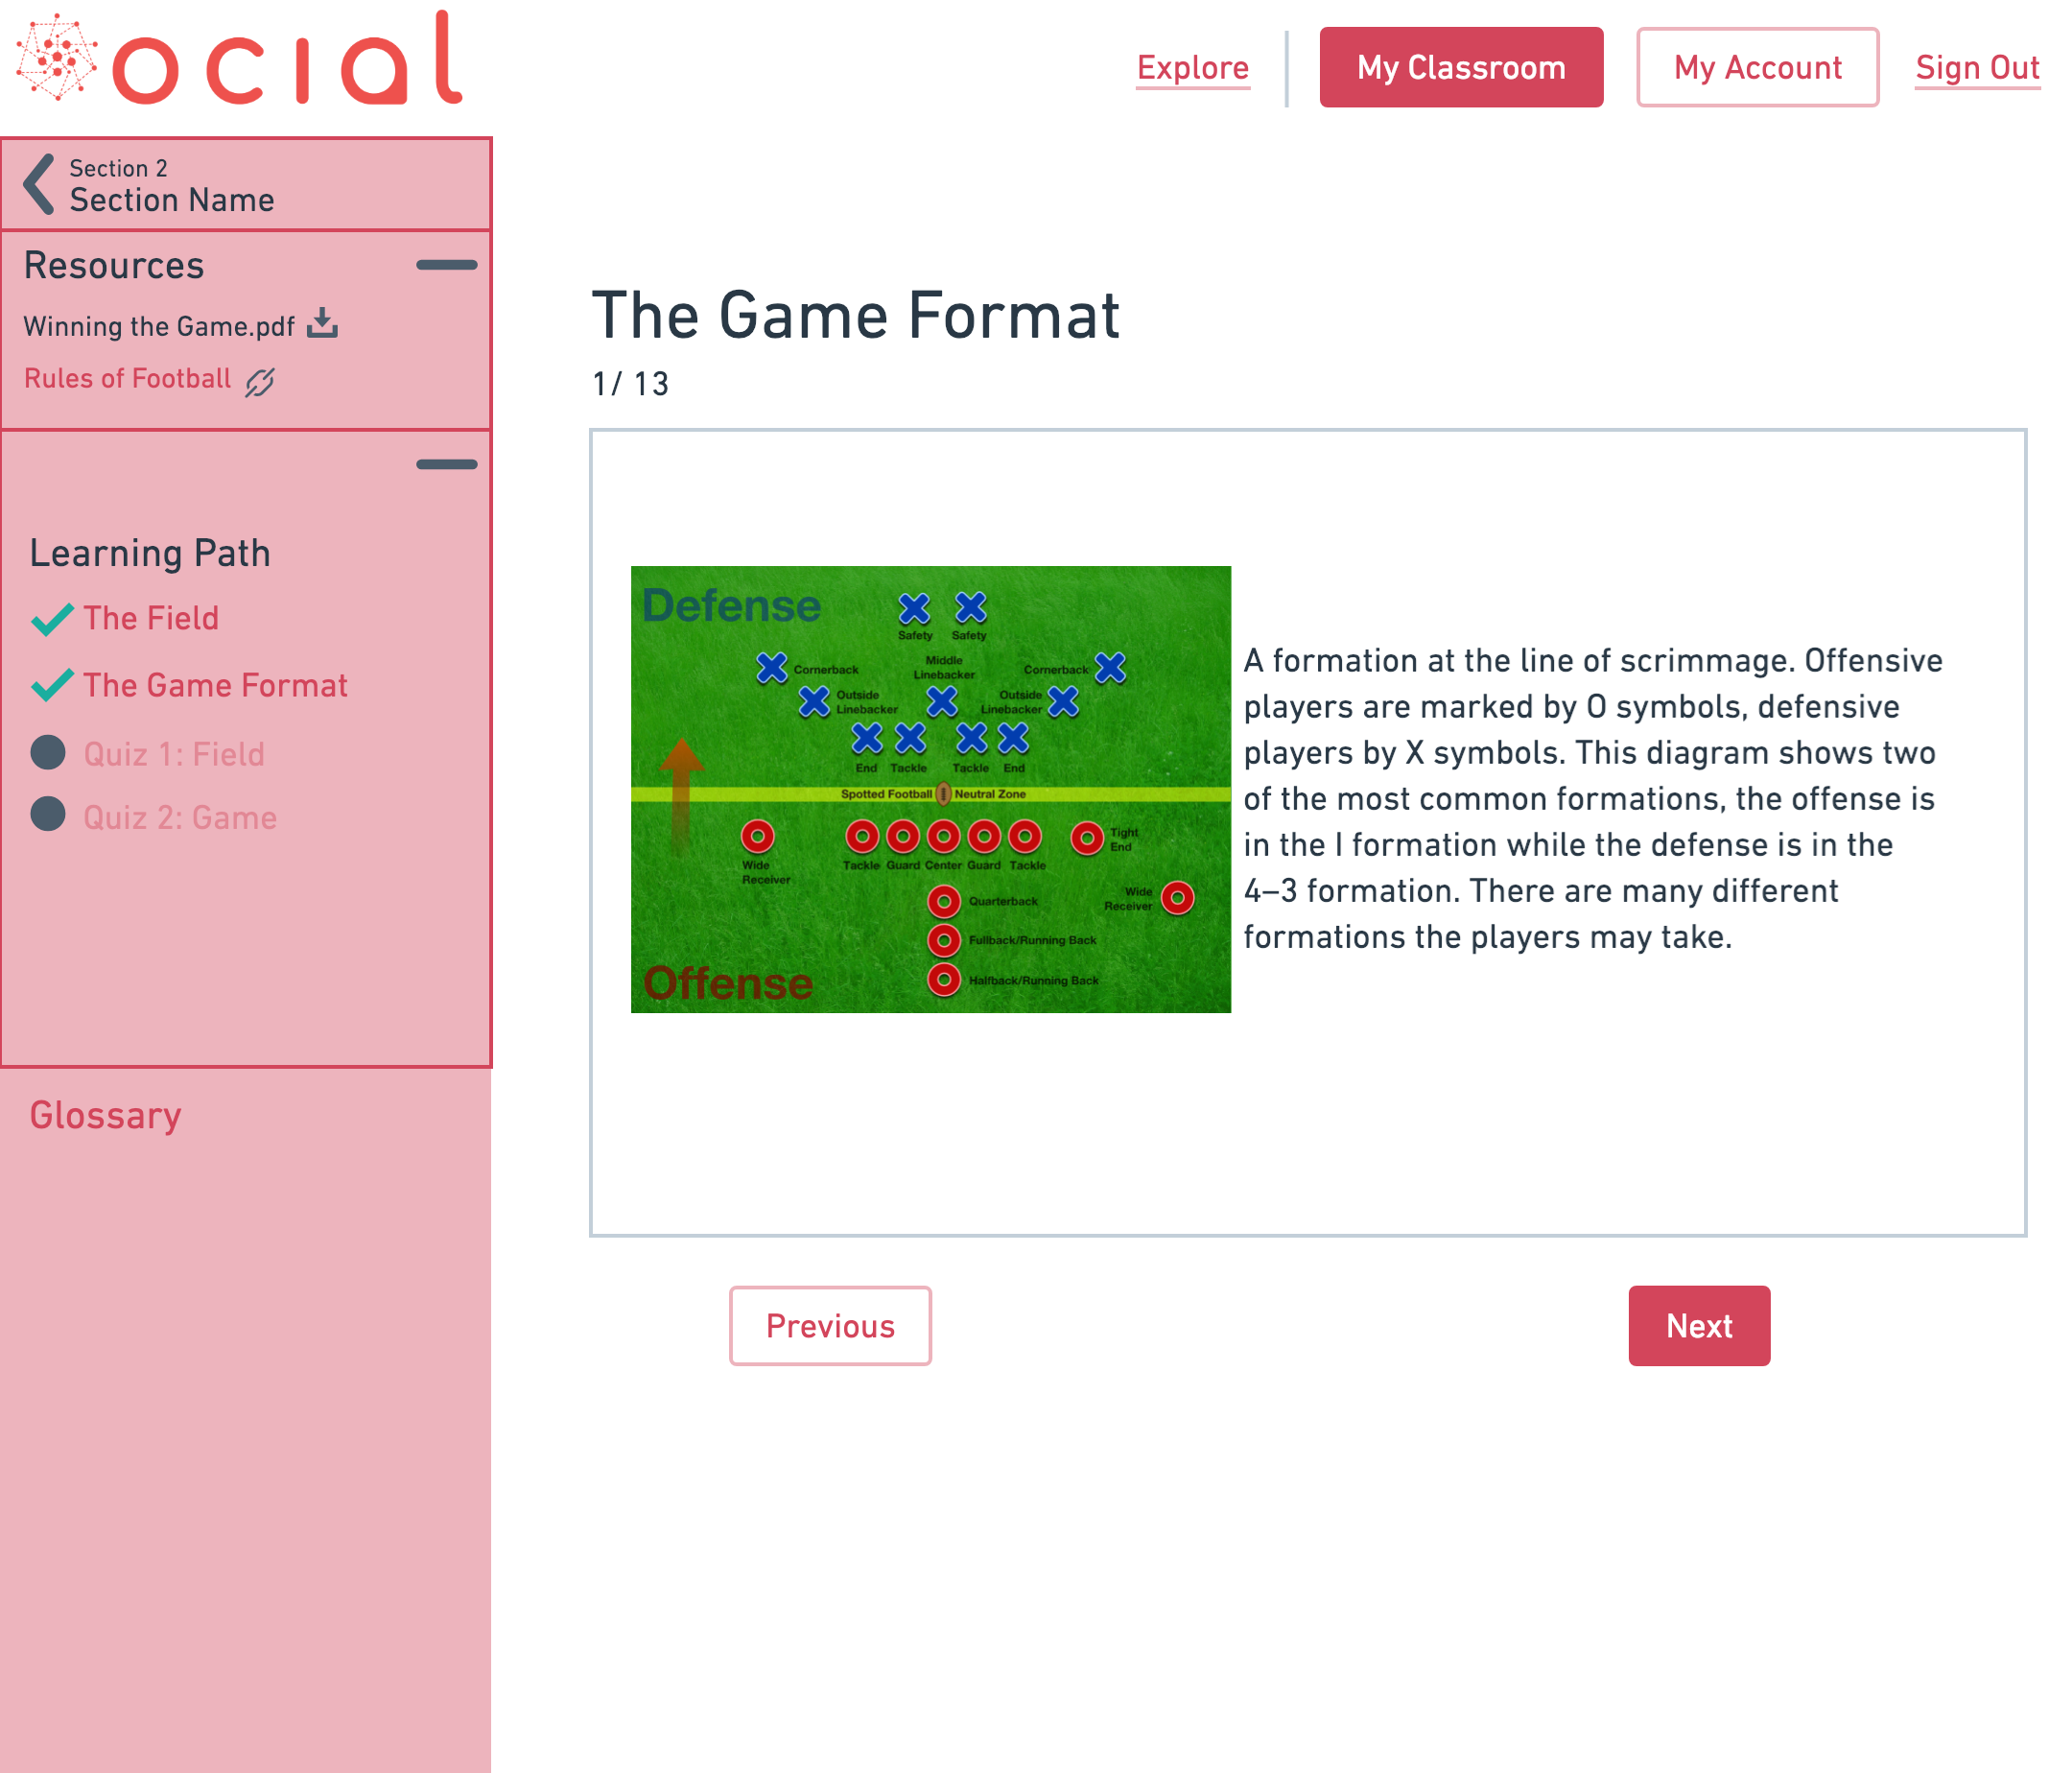 ocial
Explore
My Classroom
My Account
Sign Out
Section 2
Section Name
Resources
Winning the Game.pdf
Rules of Football
Learning Path
The Field
The Game Format
Quiz 1: Field
Quiz 2: Game
Glossary
The Game Format
1/ 13
Defense
Safety Safety
Cornerback
Middle
Linebacker
Cornerback
Outside
Linebacker
Outside
Linebacker
End Tackle Tackle End
Spotted Football Neutral Zone
Wide
Receiver
Tackle Guard Center Guard Tackle
Tight
End
Quarterback
Wide
Receiver
Fullback/Running Back
Halfback/Running Back
Offense
A formation at the line of scrimmage. Offensive
players are marked by O symbols, defensive
players by X symbols. This diagram shows two
of the most common formations, the offense is
in the I formation while the defense is in the
4–3 formation. There are many different
formations the players may take.
Previous
Next